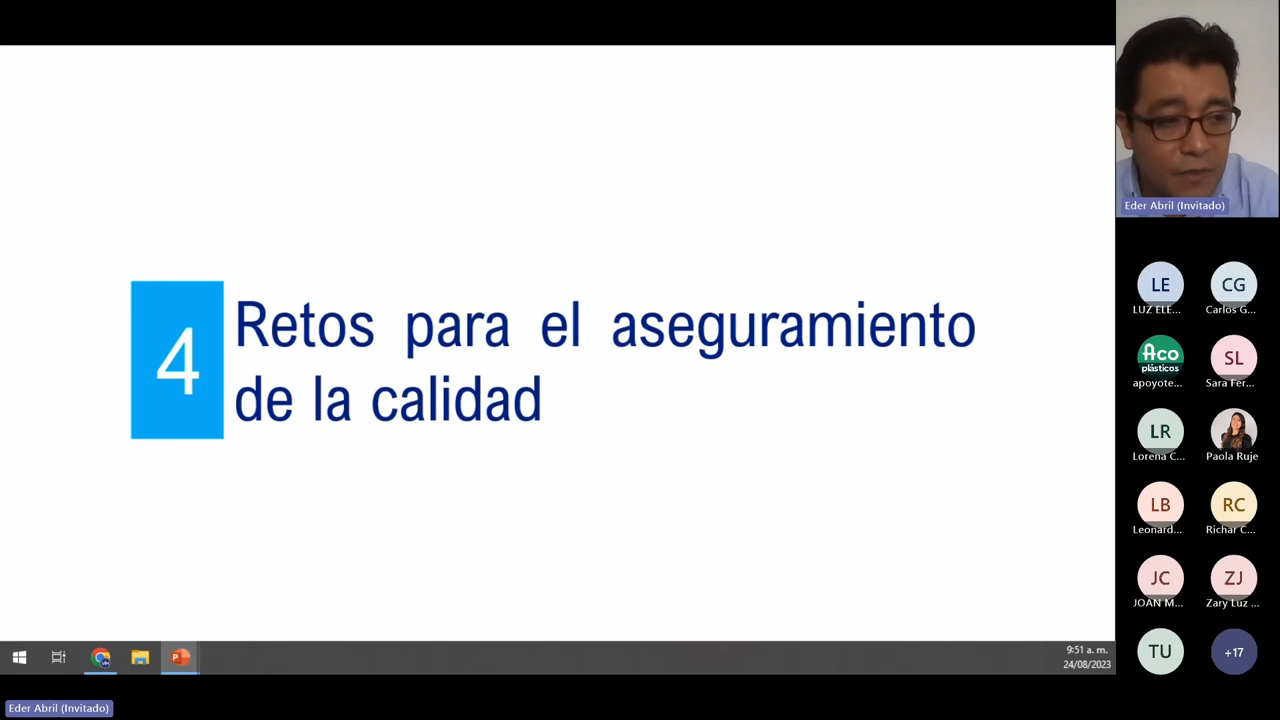 4
Retos para el aseguramiento
de la calidad
Eder Abril (Invitado)
LE
LUZ ELE...
CG
Carlos G...
Aco
plásticos
apoyote...
SL
Sara Fer...
LR
Lorena C...
Paola Ruje
LB
Leonard...
RC
Richar C...
JC
JOAN M...
ZJ
Zary Luz ...
TU
+17
9:51 a. m.
24/08/2023
Eder Abril (Invitado)